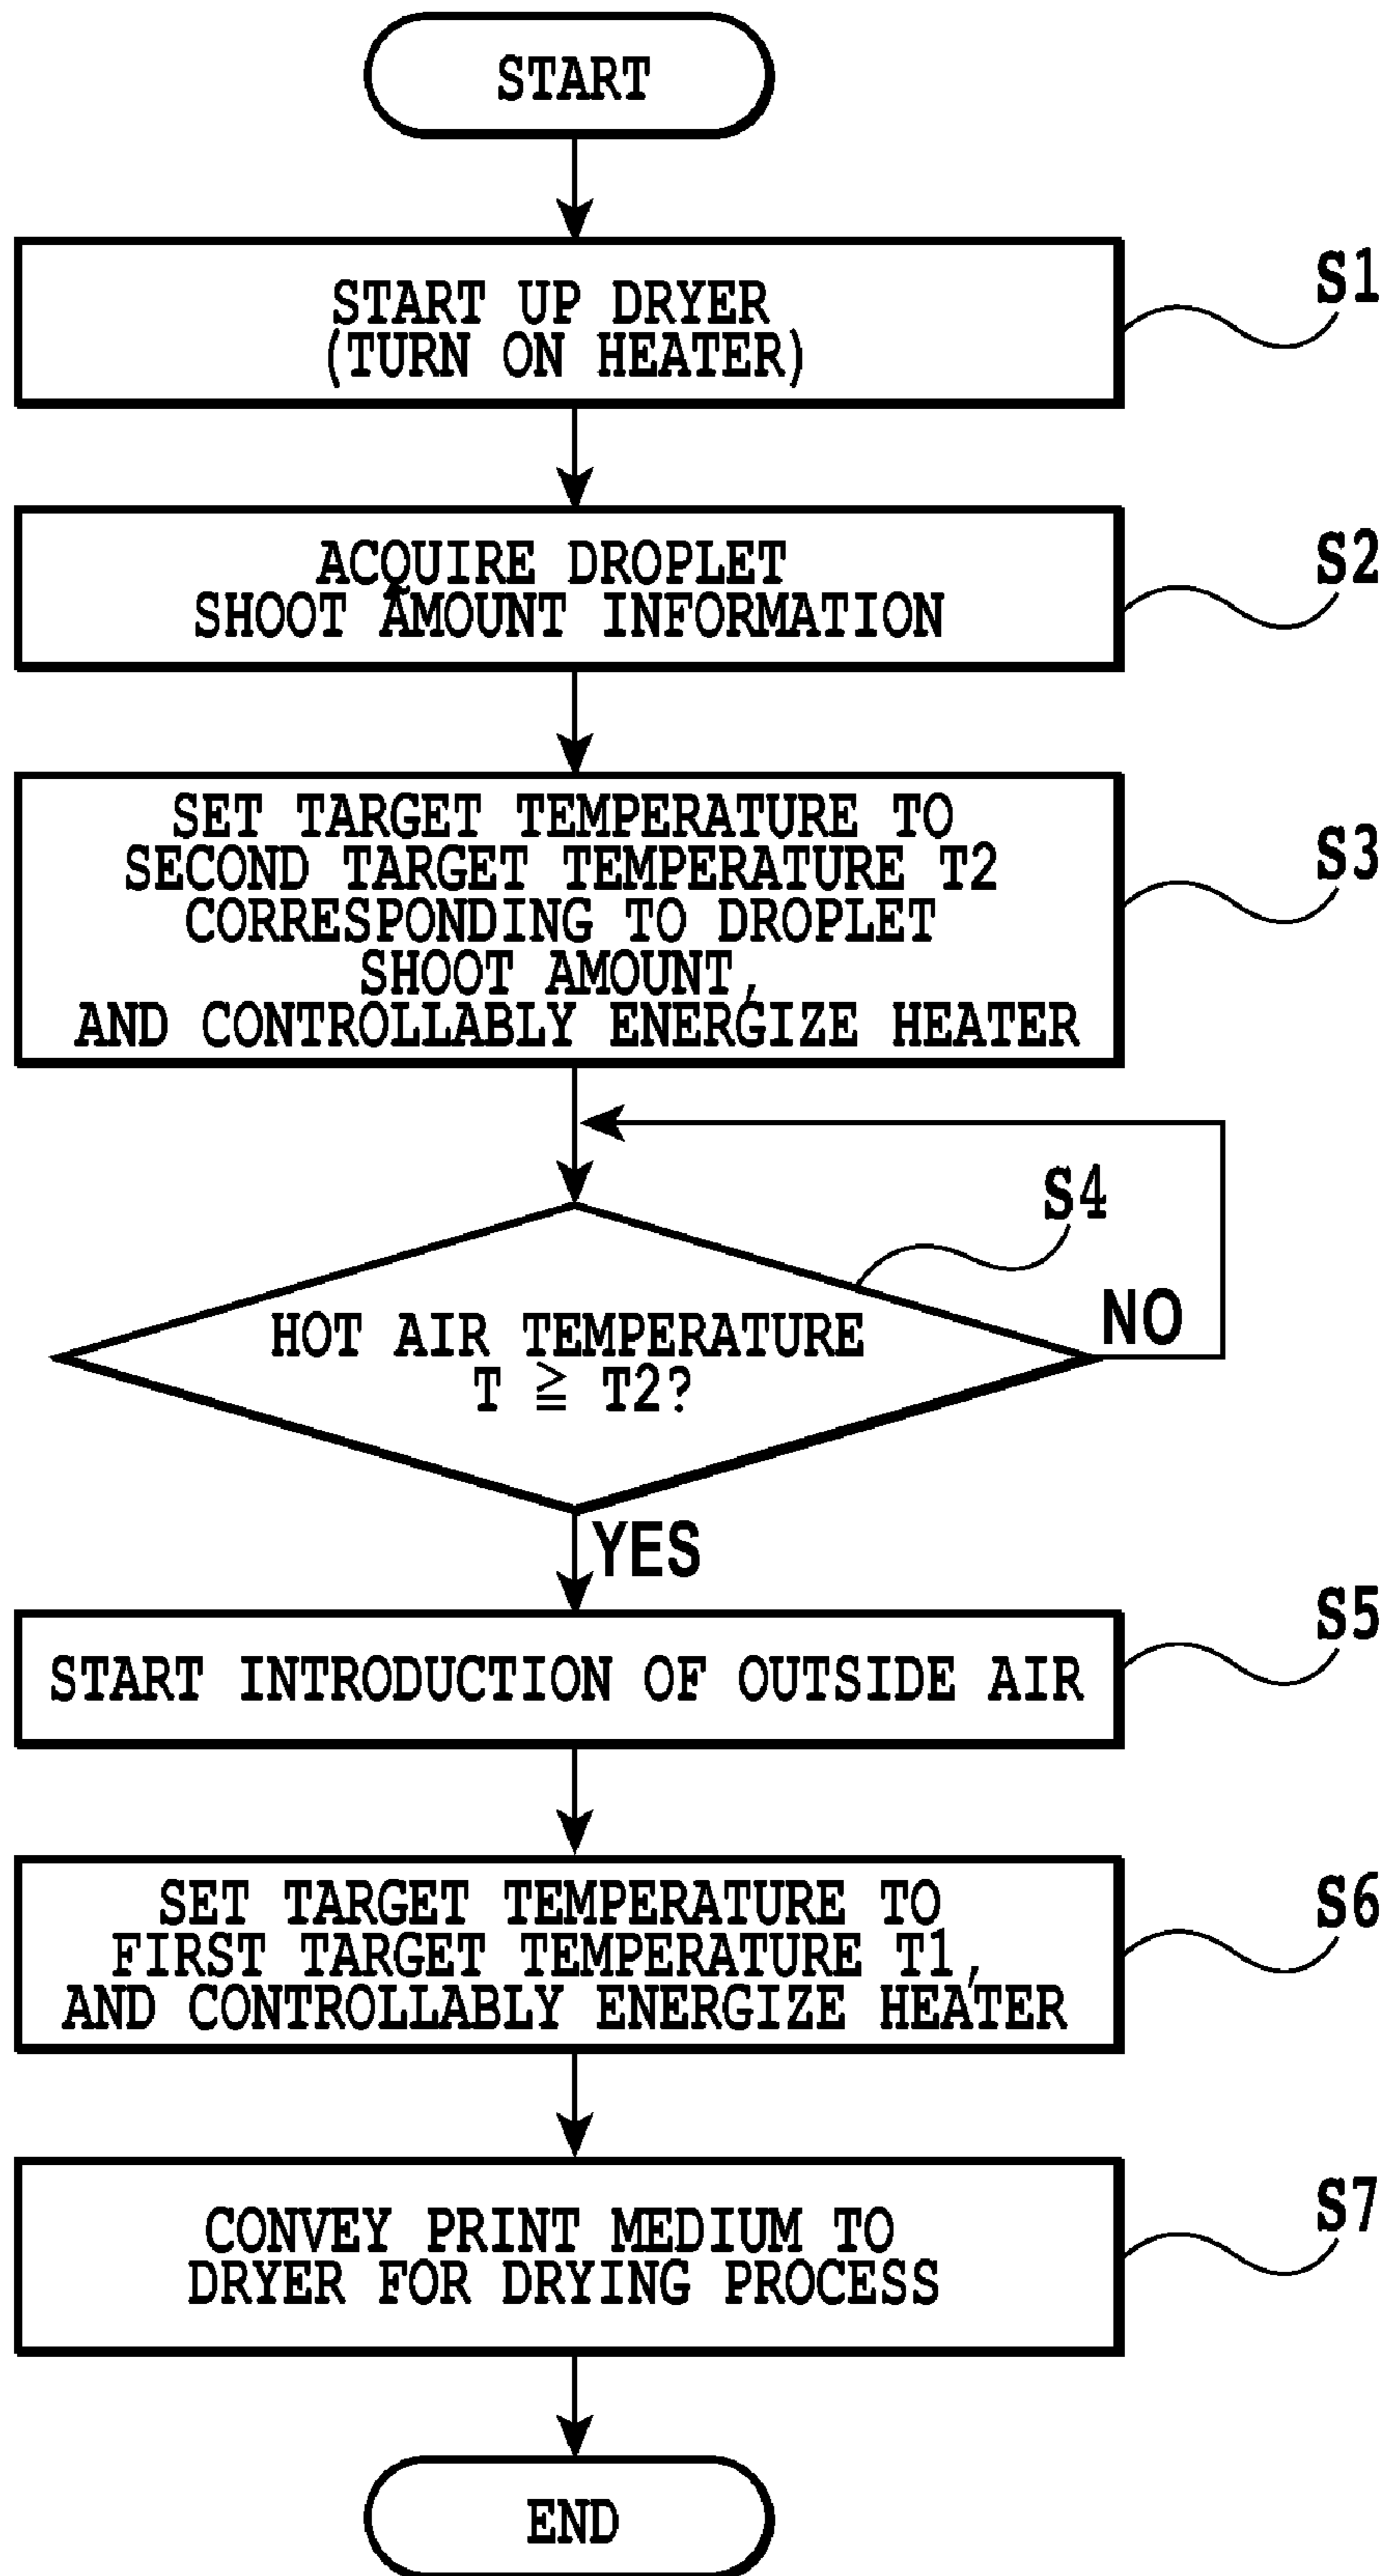 START
START UP DRYER
(TURN ON HEATER)
S1
ACQUIRE DROPLET
SHOOT AMOUNT INFORMATION
S2
SET TARGET TEMPERATURE TO
SECOND TARGET TEMPERATURE T2
CORRESPONDING TO DROPLET
SHOOT AMOUNT,
AND CONTROLLABLY ENERGIZE HEATER
S3
S4
HOT AIR TEMPERATURE
T ≧ T2?
NO
YES
START INTRODUCTION OF OUTSIDE AIR
S5
SET TARGET TEMPERATURE TO
FIRST TARGET TEMPERATURE T1,
AND CONTROLLABLY ENERGIZE HEATER
S6
CONVEY PRINT MEDIUM TO
DRYER FOR DRYING PROCESS
S7
END